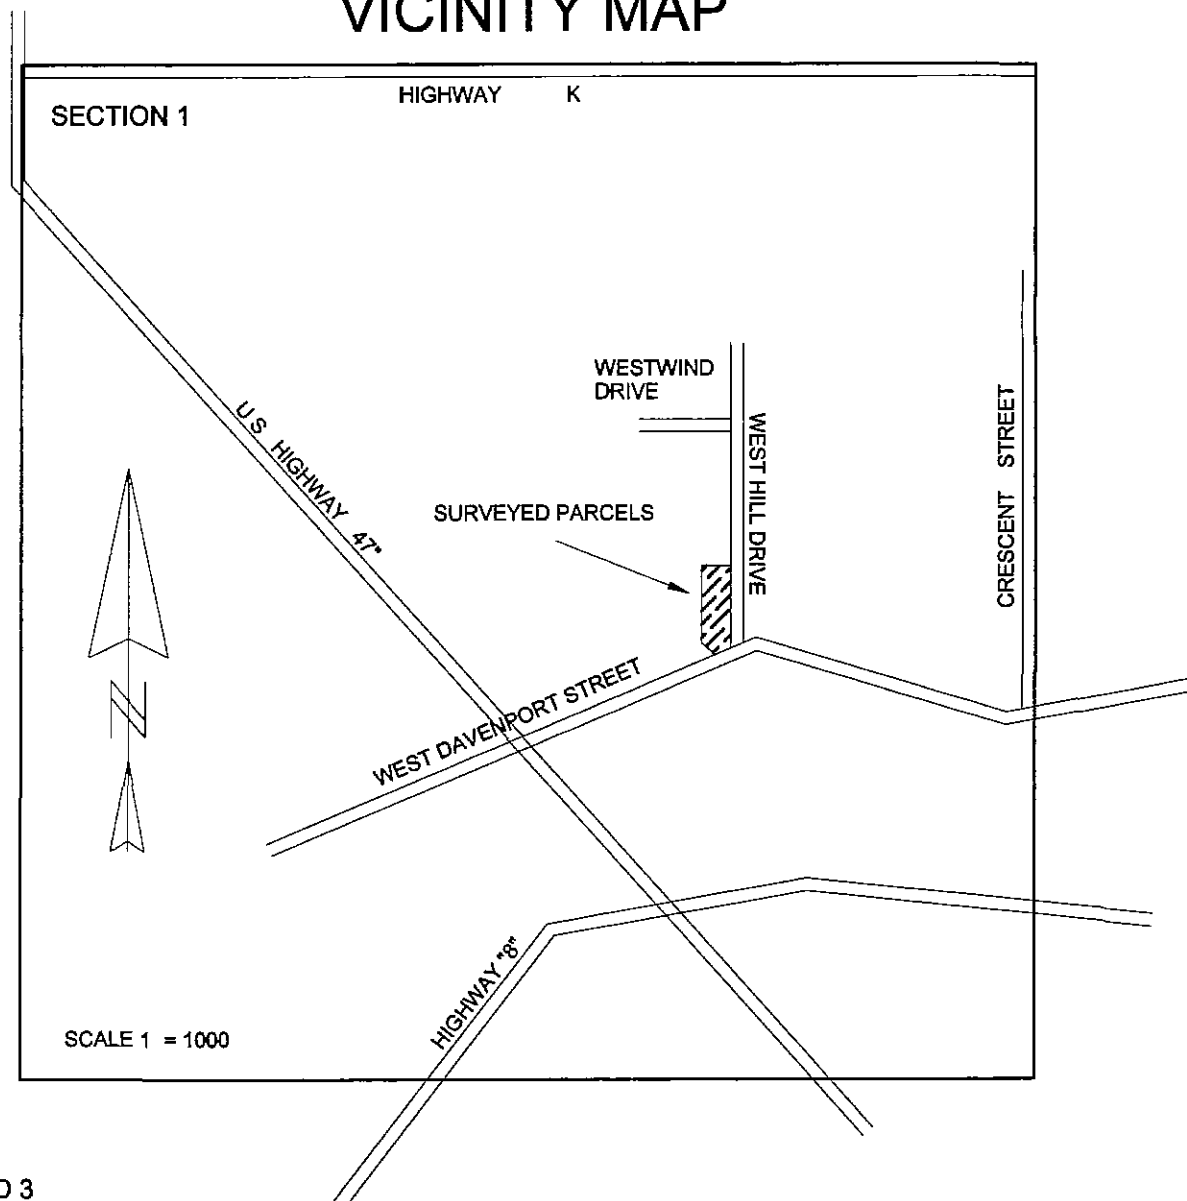 VICINITY MAP
HIGHWAY K
SECTION 1
WESTWIND
DRIVE
U.S. HIGHWAY 47"
WEST HILL DRIVE
CRESCENT STREET
SURVEYED PARCELS
N
WEST DAVENPORT STREET
HIGHWAY "8"
SCALE 1 = 1000
D 3